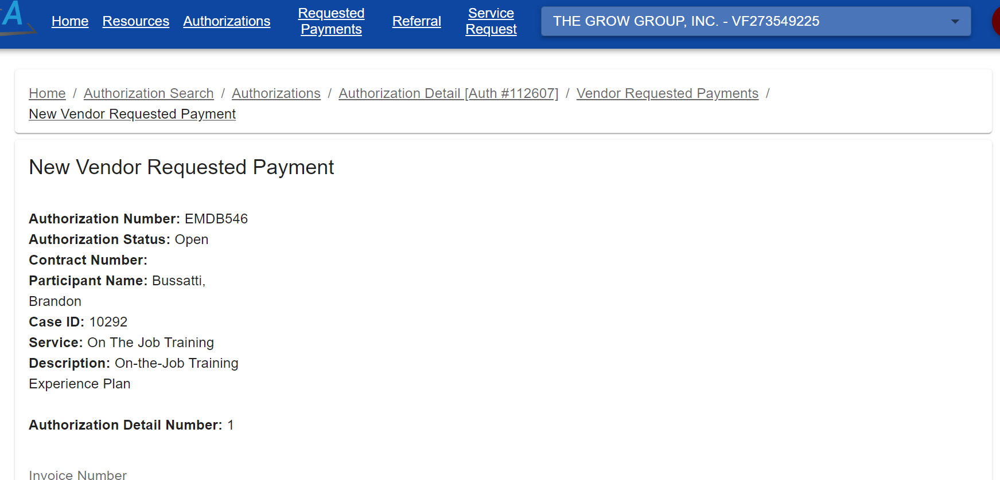 A
Home Resources Authorizations Requested Payments Referral Service Request THE GROW GROUP, INC. - VF273549225
Home / Authorization Search / Authorizations / Authorization Detail [Auth #112607] / Vendor Requested Payments /
New Vendor Requested Payment
New Vendor Requested Payment
Authorization Number: EMDB546
Authorization Status: Open
Contract Number:
Participant Name: Bussatti,
Brandon
Case ID: 10292
Service: On The Job Training
Description: On-the-Job Training
Experience Plan
Authorization Detail Number: 1
Invoice Number